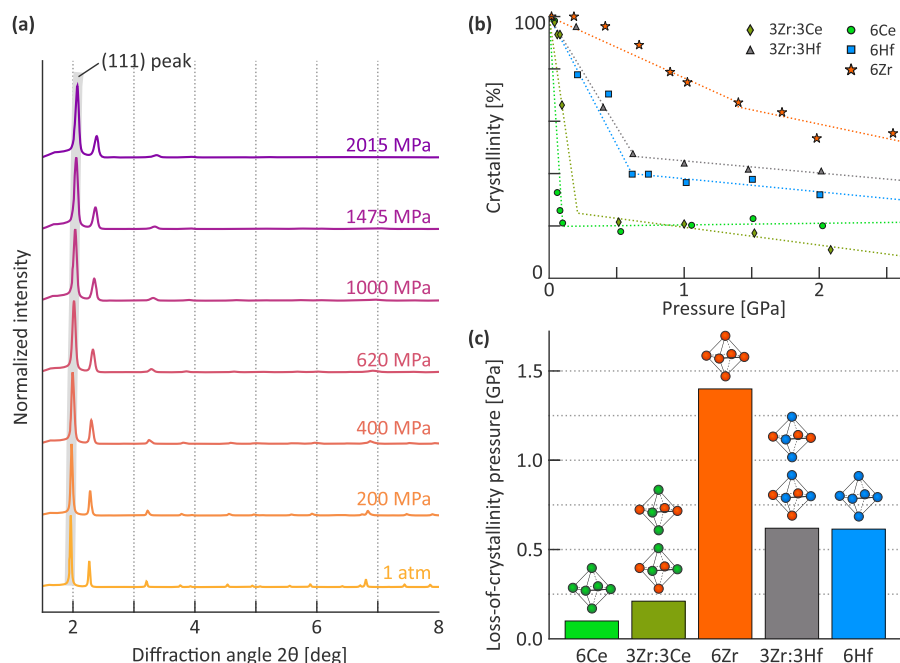 (a)
(111) peak
2015 MPa
1475 MPa
1000 MPa
620 MPa
400 MPa
200 MPa
1 atm
Normalized intensity
2
4
6
8
Diffraction angle 2θ [deg]
(b)
3Zr:3Ce
6Ce
3Zr:3Hf
6Hf
6Zr
100
0
Crystallinity [%]
0
1
2
Pressure [GPa]
(c)
1.5
1.0
0.5
0.0
Loss-of-crystallinity pressure [GPa]
6Ce
3Zr:3Ce
6Zr
3Zr:3Hf
6Hf